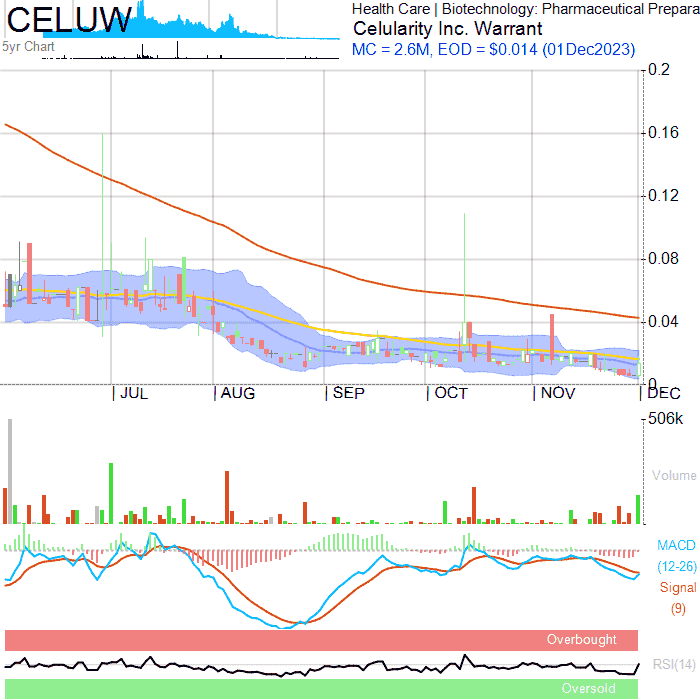 CELUW
5yr Chart
Health Care | Biotechnology: Pharmaceutical Prepara
Celularity Inc. Warrant
MC = 2.6M, EOD = $0.014 (01Dec2023)
0.2
0.16
0.12
0.08
0.04
0
JUL AUG SEP OCT NOV DEC
506k
Volume
MACD
(12-26)
Signal
(9)
Overbought
RSI(14)
Oversold